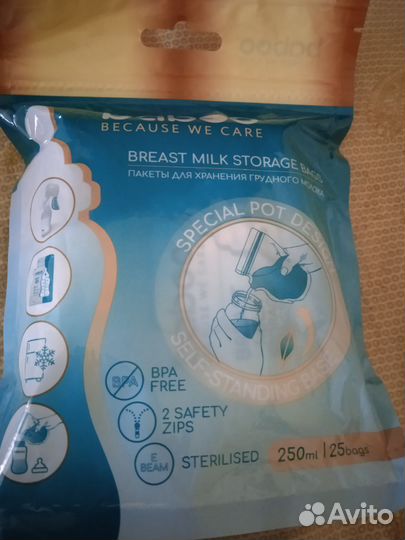 baboo
BECAUSE WE CARE
BREAST MILK STORAGE BAGS
ПАКЕТЫ ДЛЯ ХРАНЕНИЯ ГРУДНОГО МОЛОКА
SPECIAL POT DESIGN
SELF-STANDING
BPA
BPA
FREE
2 SAFETY
ZIPS
E
BEAM
STERILISED
250ml | 25bags
Avito